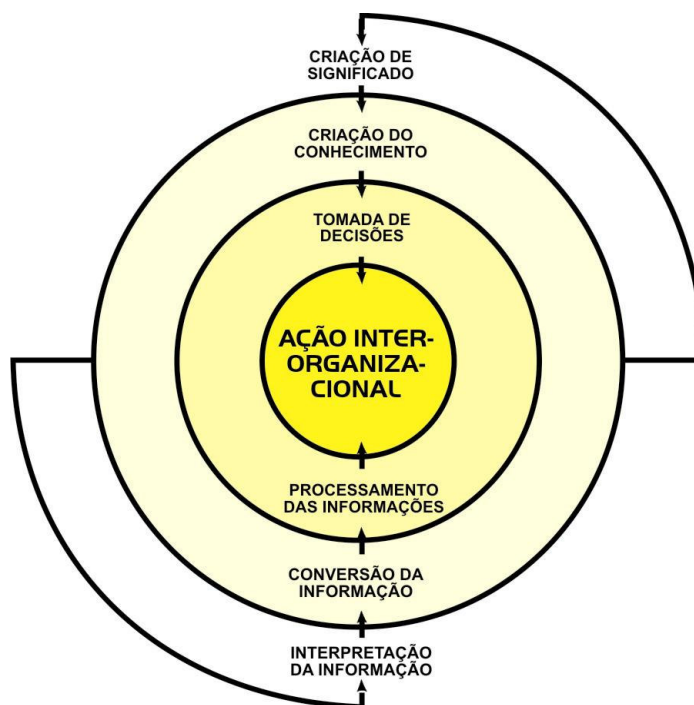 CRIAÇÃO DE
SIGNIFICADO
CRIAÇÃO DO
CONHECIMENTO
TOMADA DE
DECISÕES
AÇÃO INTER-
ORGANIZA-
CIONAL
PROCESSAMENTO
DAS INFORMAÇÕES
CONVERSÃO DA
INFORMAÇÃO
INTERPRETAÇÃO
DA INFORMAÇÃO